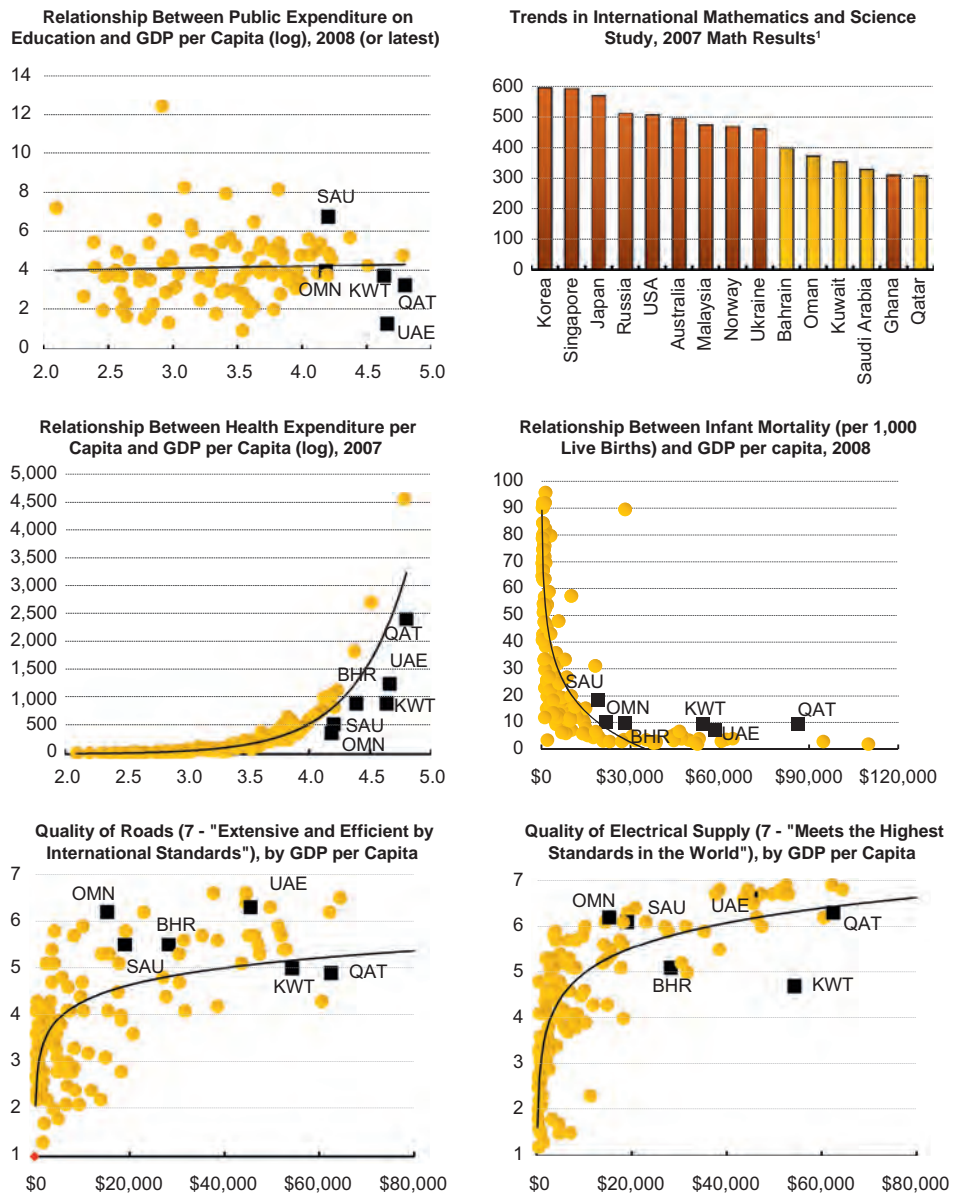 Relationship Between Public Expenditure on
Education and GDP per Capita (log), 2008 (or latest)
14
12
10
8
6
4
2
0
SAU
OMN
KWT
QAT
UAE
2.0 2.5 3.0 3.5 4.0 4.5 5.0
Trends in International Mathematics and Science
Study, 2007 Math Results¹
600
500
400
300
200
100
0
Korea
Singapore
Japan
Russia
USA
Australia
Malaysia
Norway
Ukraine
Bahrain
Oman
Kuwait
Saudi Arabia
Ghana
Qatar
Relationship Between Health Expenditure per
Capita and GDP per Capita (log), 2007
5,000
4,500
4,000
3,500
3,000
2,500
2,000
1,500
1,000
500
0
QAT
BHR
UAE
KWT
SAU
OMN
2.0 2.5 3.0 3.5 4.0 4.5 5.0
Relationship Between Infant Mortality (per 1,000
Live Births) and GDP per capita, 2008
100
90
80
70
60
50
40
30
20
10
0
SAU
OMN
BHR
KWT
UAE
QAT
$0 $30,000 $60,000 $90,000 $120,000
Quality of Roads (7 - "Extensive and Efficient by
International Standards"), by GDP per Capita
7
6
5
4
3
2
1
OMN
UAE
BHR
SAU
KWT
QAT
$0 $20,000 $40,000 $60,000 $80,000
Quality of Electrical Supply (7 - "Meets the Highest
Standards in the World"), by GDP per Capita
7
6
5
4
3
2
1
OMN
SAU
UAE
QAT
BHR
KWT
$0 $20,000 $40,000 $60,000 $80,000